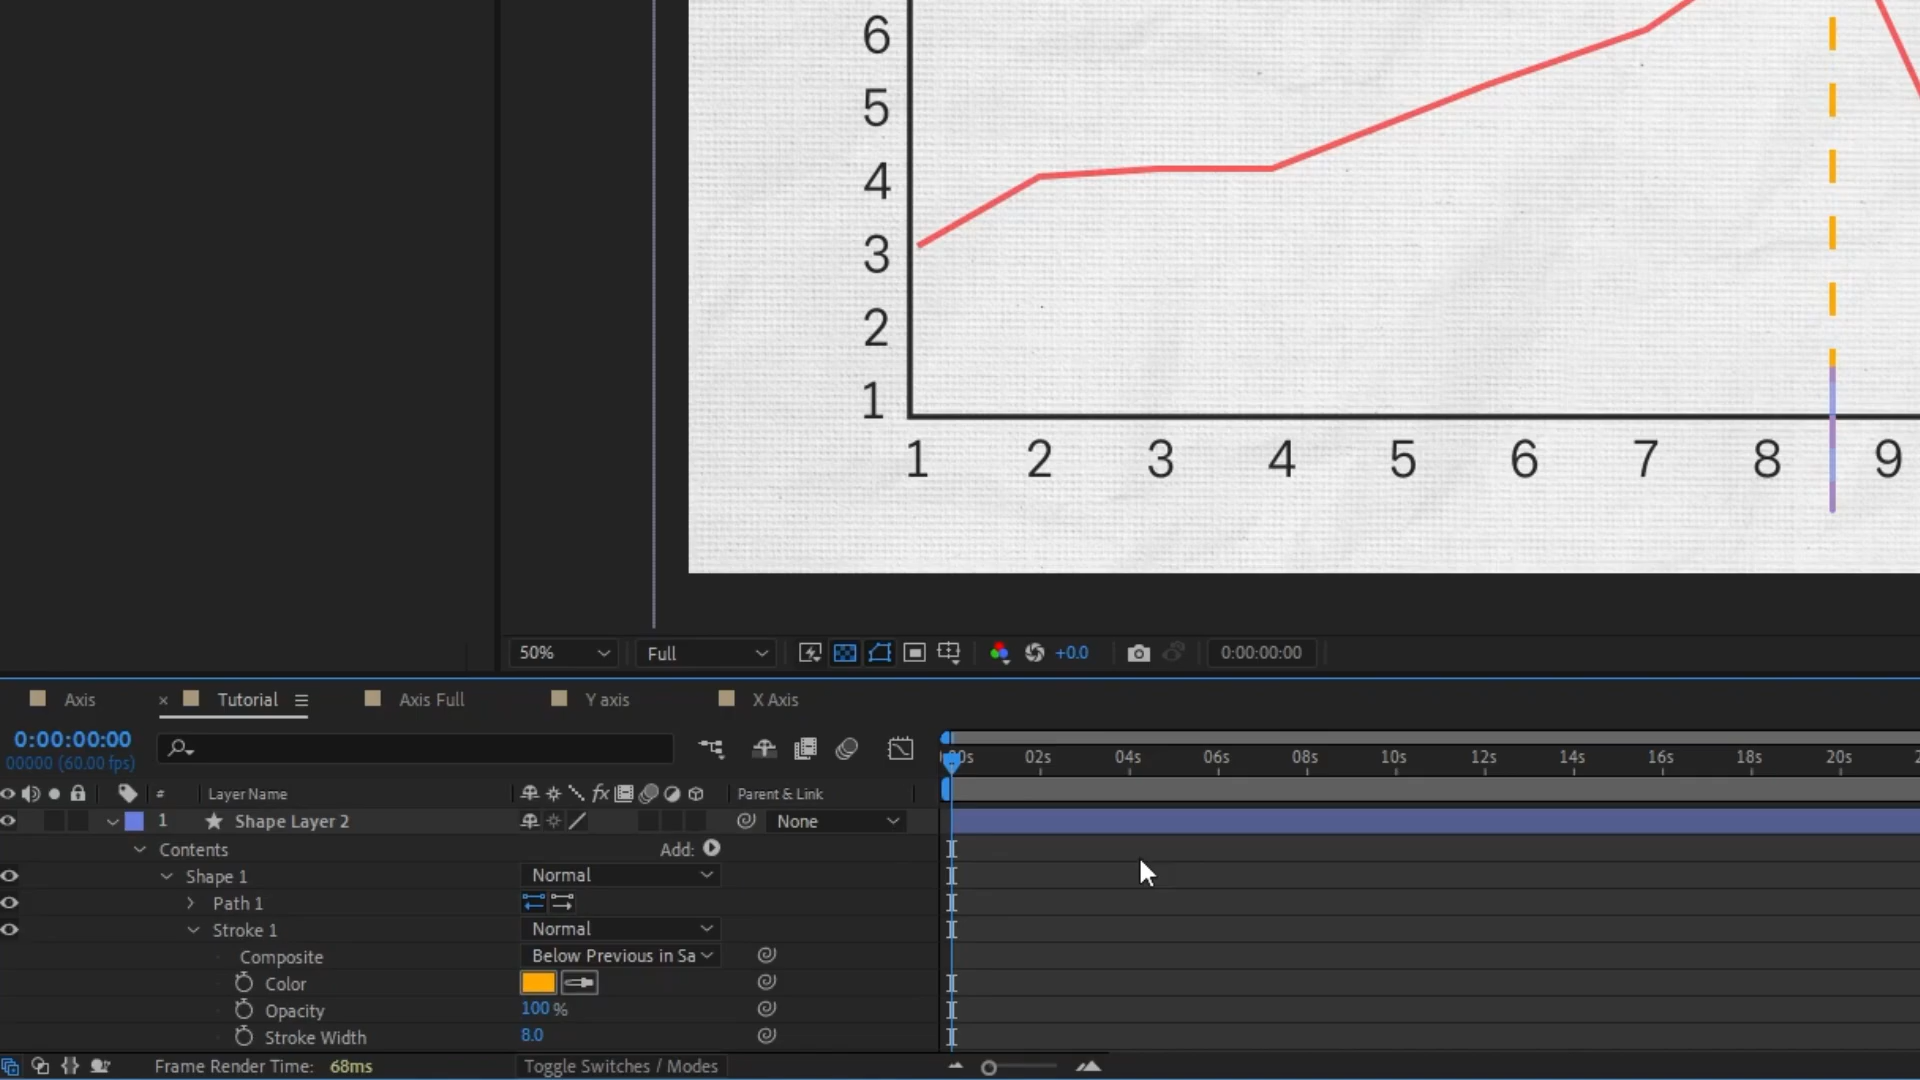 6
5
4
3
2
1
1 2 3 4 5 6 7 8 9
50% Full +0.0 0:00:00:00
Axis × Tutorial Axis Full Y axis X Axis
0:00:00:00
00000 (60.00 fps)
00s 02s 04s 06s 08s 10s 12s 14s 16s 18s 20s 2
# Layer Name fx Parent & Link
1 Shape Layer 2 None
Contents Add:
Shape 1 Normal
Path 1
Stroke 1 Normal
Composite Below Previous in Sa
Color
Opacity 100 %
Stroke Width 8.0
Frame Render Time: 68ms Toggle Switches / Modes